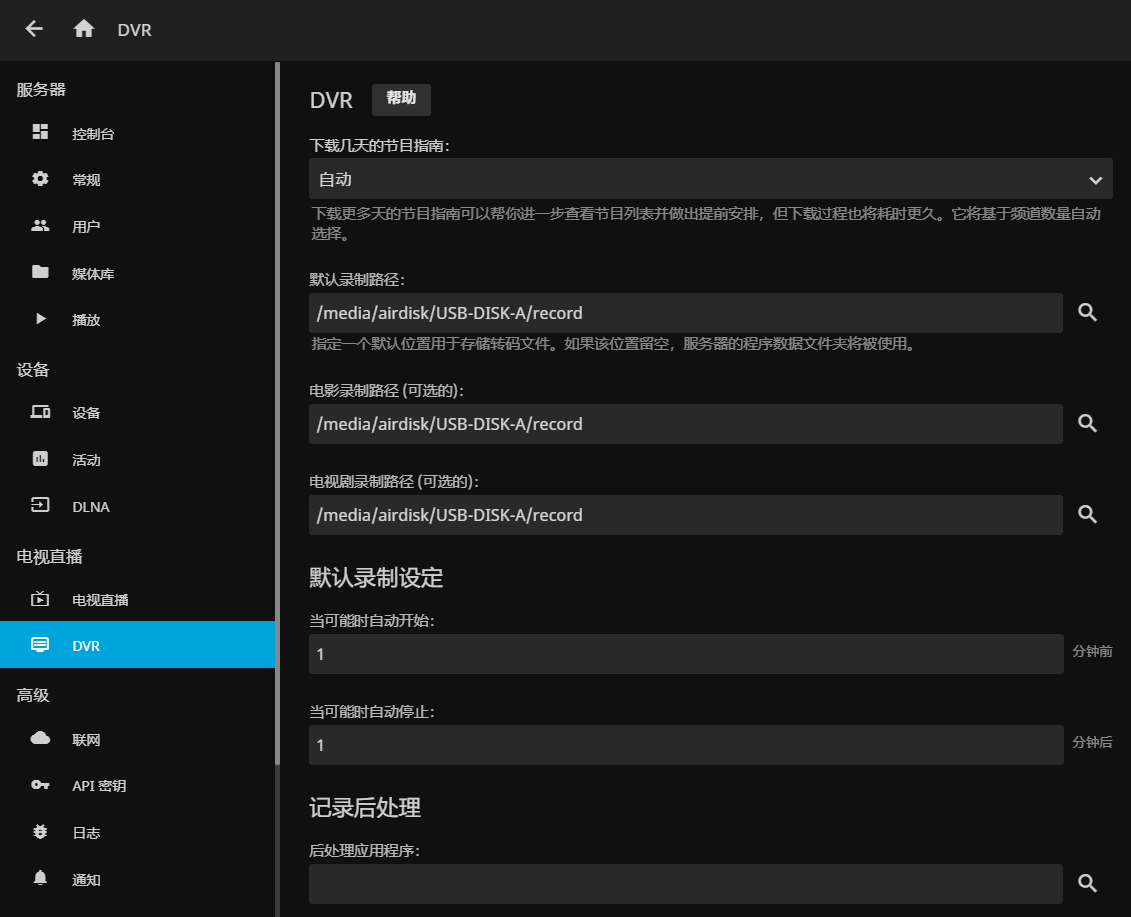 DVR
服务器
控制台
常规
用户
媒体库
播放
设备
设备
活动
DLNA
电视直播
电视直播
DVR
高级
联网
API 密钥
日志
通知
DVR 帮助
下载几天的节目指南:
自动
下载更多天的节目指南可以帮你进一步查看节目列表并做出提前安排，但下载过程也将耗时更久。它将基于频道数量自动
选择。
默认录制路径:
/media/airdisk/USB-DISK-A/record
指定一个默认位置用于存储转码文件。如果该位置留空，服务器的程序数据文件夹将被使用。
电影录制路径 (可选的):
/media/airdisk/USB-DISK-A/record
电视剧录制路径 (可选的):
/media/airdisk/USB-DISK-A/record
默认录制设定
当可能时自动开始:
1 分钟前
当可能时自动停止:
1 分钟后
记录后处理
后处理应用程序: